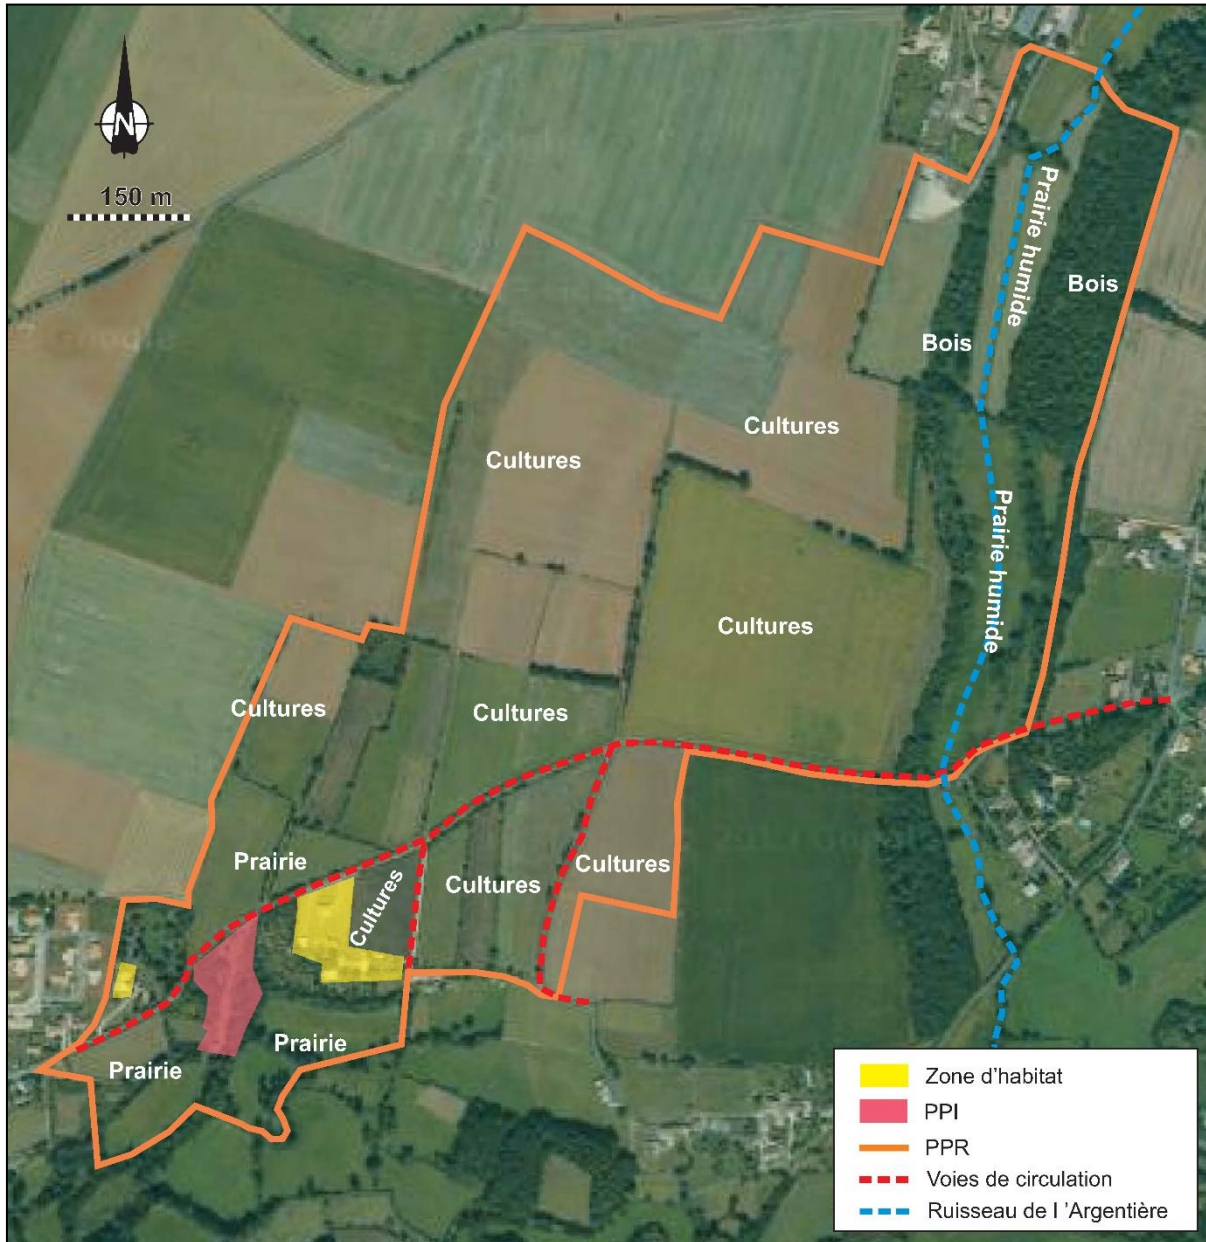 N
150 m
Prairie humide
Bois
Bois
Cultures
Cultures
Prairie humide
Cultures
Cultures
Cultures
Prairie
Cultures
Cultures
Cultures
Prairie
Prairie
Zone d'habitat
PPI
PPR
Voies de circulation
Ruisseau de l 'Argentière